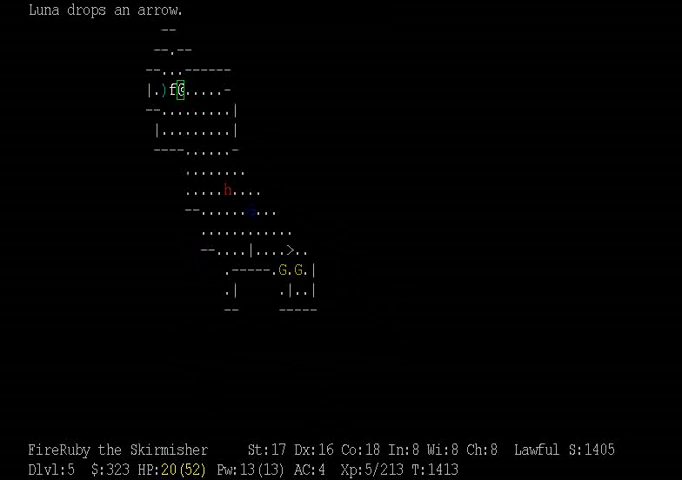 Luna drops an arrow.
--
--.--
--...------
|.)f@.....-
--.........|
|.........|
----......-
........
.....h....
--......G...
............
--....|....>..
.-----.G.G.|
.| .|..|
-- -----
FireRuby the Skirmisher St:17 Dx:16 Co:18 In:8 Wi:8 Ch:8 Lawful S:1405
Dlvl:5 $:323 HP:20(52) Pw:13(13) AC:4 Xp:5/213 T:1413